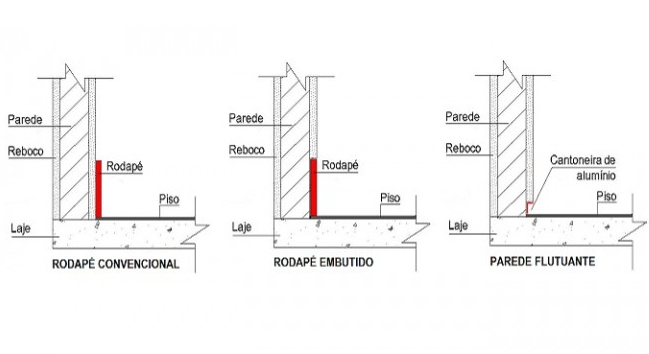 Parede
Reboco
Rodapé
Piso
Laje
RODAPÉ CONVENCIONAL
Parede
Reboco
Rodapé
Piso
Laje
RODAPÉ EMBUTIDO
Parede
Reboco
Cantoneira de
alumínio
Piso
Laje
PAREDE FLUTUANTE